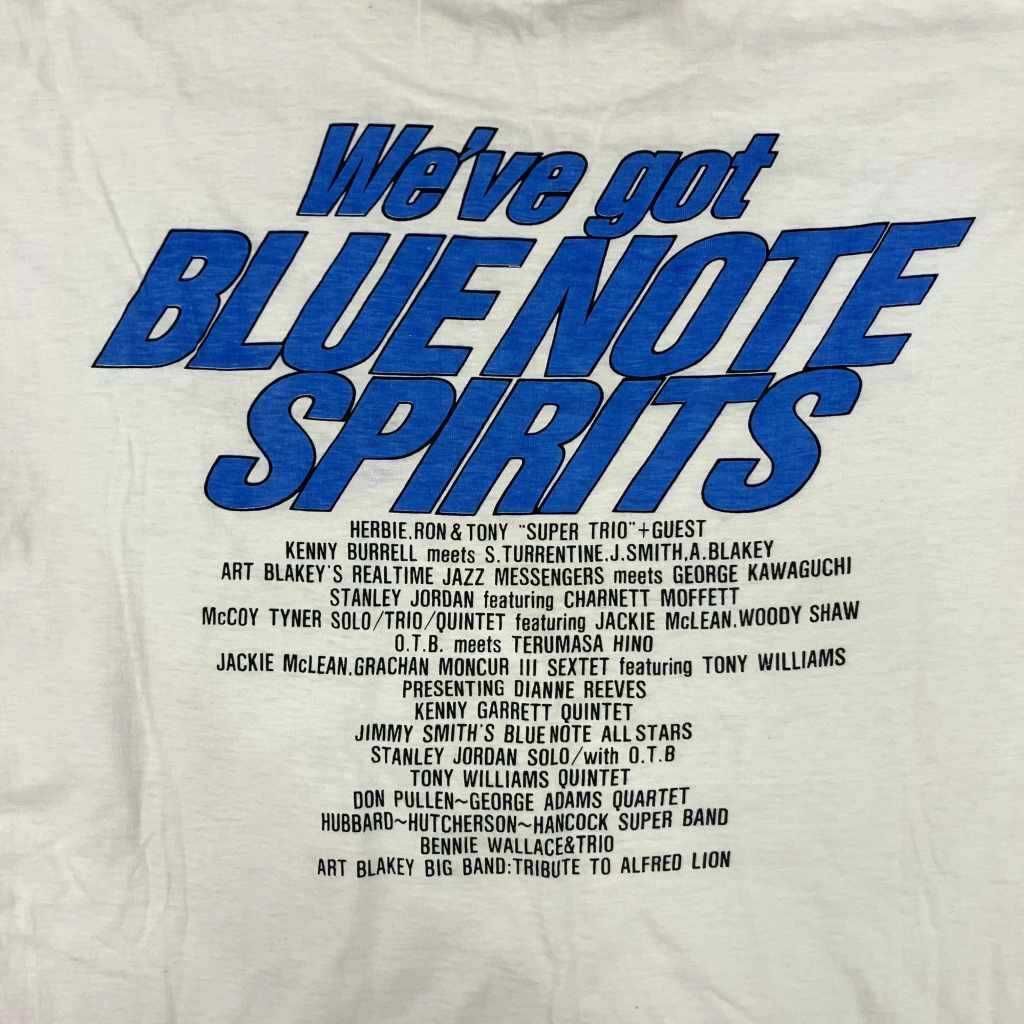 We've got
BLUE NOTE
SPIRITS
HERBIE.RON & TONY "SUPER TRIO"+GUEST
KENNY BURRELL meets S.TURRENTINE.J.SMITH.A.BLAKEY
ART BLAKEY'S REALTIME JAZZ MESSENGERS meets GEORGE KAWAGUCHI
STANLEY JORDAN featuring CHARNETT MOFFETT
McCOY TYNER SOLO/TRIO/QUINTET featuring JACKIE McLEAN.WOODY SHAW
O.T.B. meets TERUMASA HINO
JACKIE McLEAN.GRACHAN MONCUR III SEXTET featuring TONY WILLIAMS
PRESENTING DIANNE REEVES
KENNY GARRETT QUINTET
JIMMY SMITH'S BLUE NOTE ALL STARS
STANLEY JORDAN SOLO/with O.T.B
TONY WILLIAMS QUINTET
DON PULLEN~GEORGE ADAMS QUARTET
HUBBARD~HUTCHERSON~HANCOCK SUPER BAND
BENNIE WALLACE&TRIO
ART BLAKEY BIG BAND:TRIBUTE TO ALFRED LION